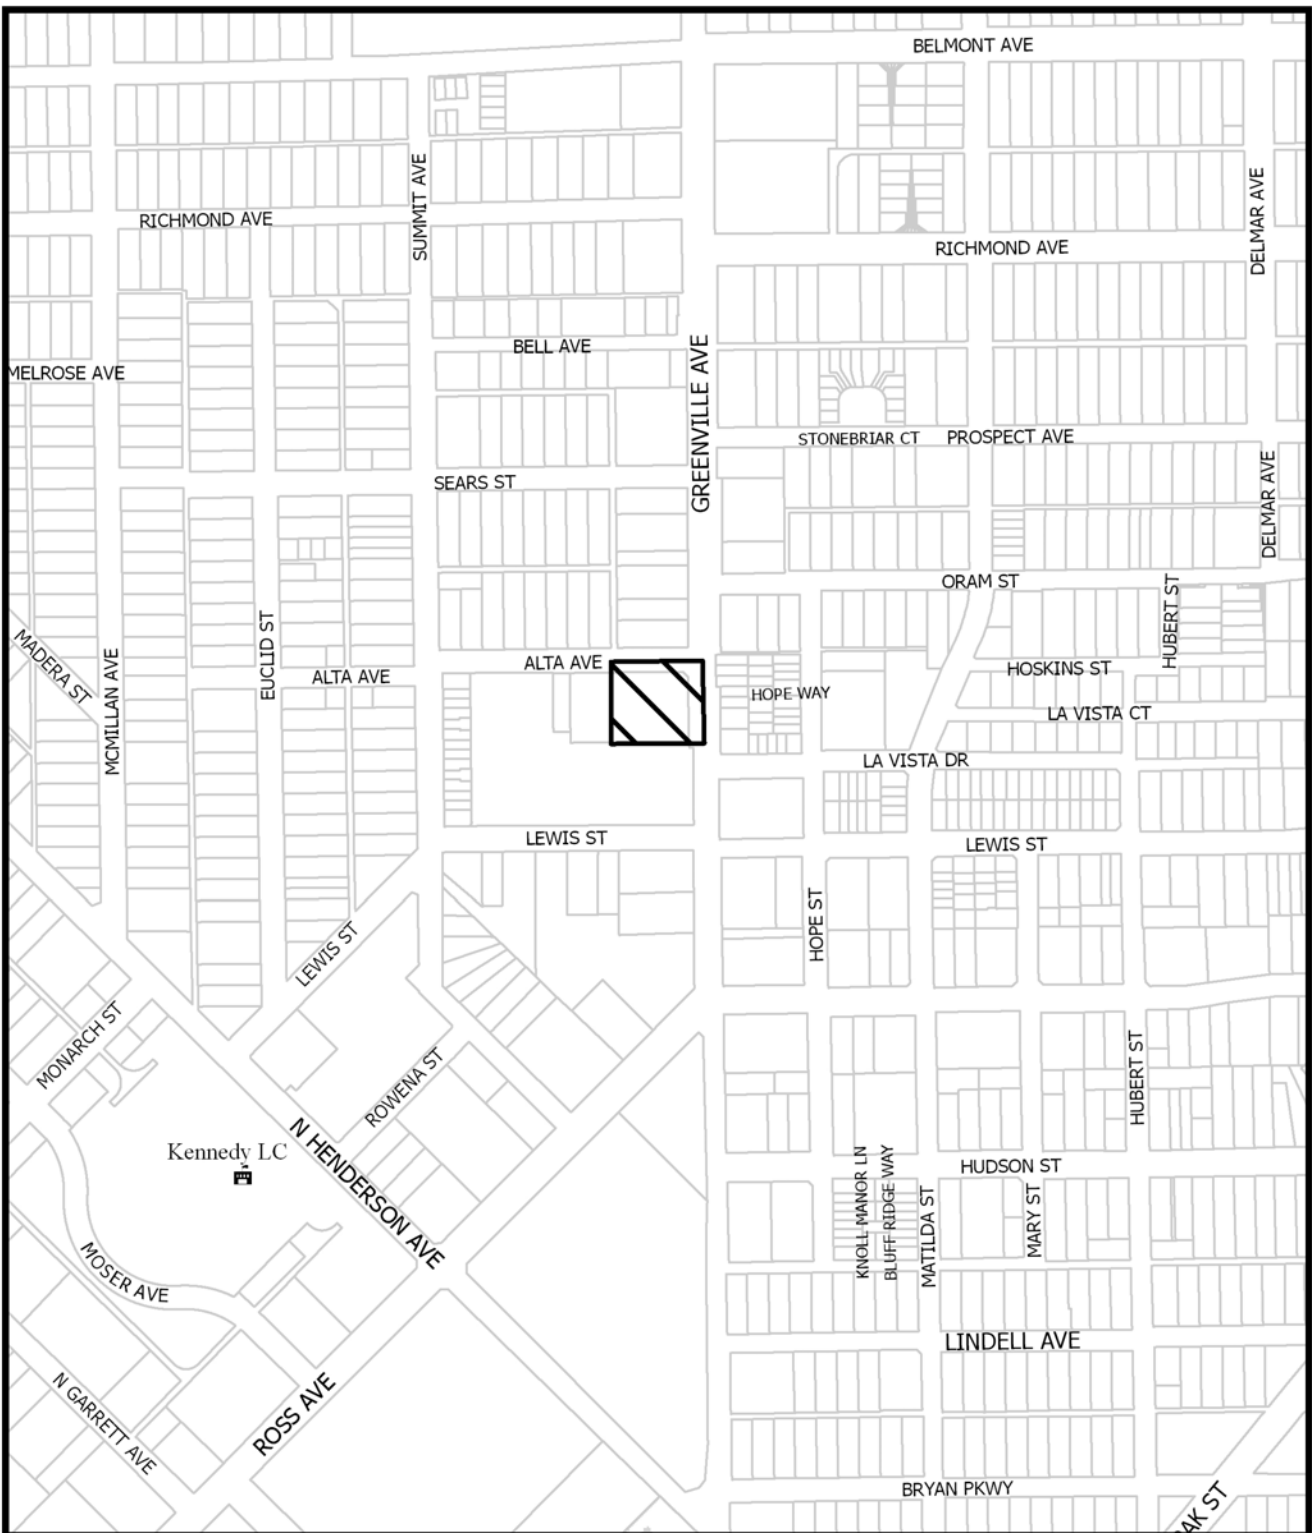 BELMONT AVE
SUMMIT AVE
DELMAR AVE
RICHMOND AVE
RICHMOND AVE
BELL AVE
GREENVILLE AVE
MELROSE AVE
STONEBRIAR CT
PROSPECT AVE
SEARS ST
DELMAR AVE
ORAM ST
HUBERT ST
MADERA ST
MCMILLAN AVE
EUCLID ST
ALTA AVE
ALTA AVE
HOSKINS ST
HOPE WAY
LA VISTA CT
LA VISTA DR
LEWIS ST
LEWIS ST
HOPE ST
LEWIS ST
MONARCH ST
ROWENA ST
HUBERT ST
N HENDERSON AVE
Kennedy LC
KNOLL MANOR LN
BLUFF RIDGE WAY
HUDSON ST
MATILDA ST
MARY ST
MOSER AVE
LINDELL AVE
N GARRETT AVE
ROSS AVE
BRYAN PKWY
AK ST